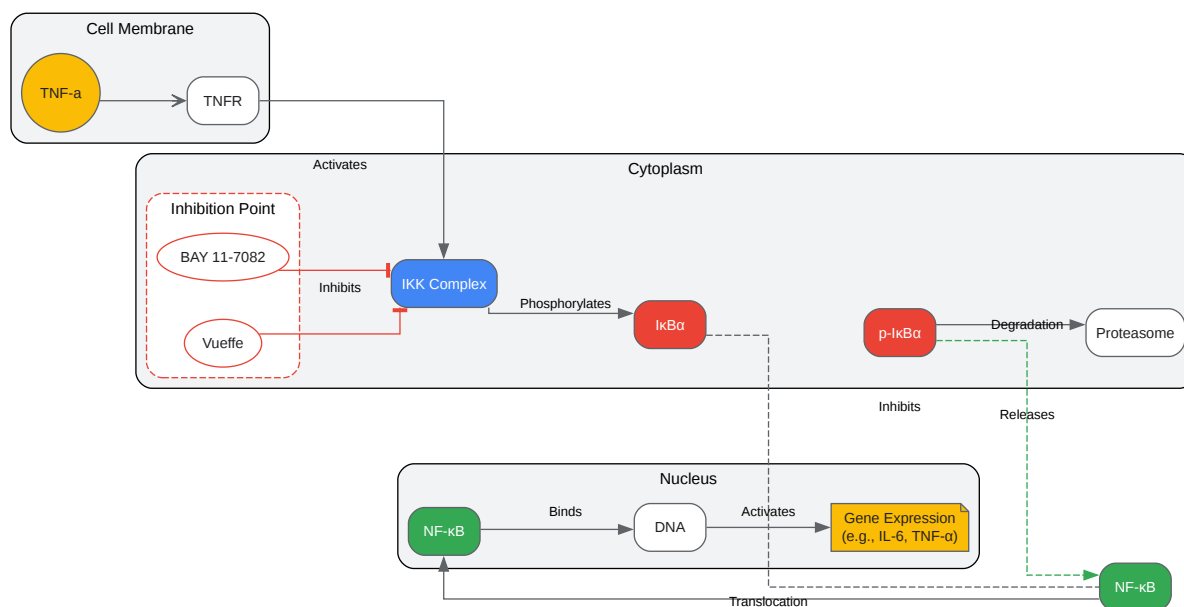 Cell Membrane
TNF-a
TNFR
Activates
Cytoplasm
Inhibition Point
BAY 11-7082
Inhibits
Vueffe
IKK Complex
Phosphorylates
IκBα
p-IκBα
Degradation
Proteasome
Inhibits
Releases
Nucleus
NF-κB
Binds
DNA
Activates
Gene Expression
(e.g., IL-6, TNF-α)
NF-κB
Translocation